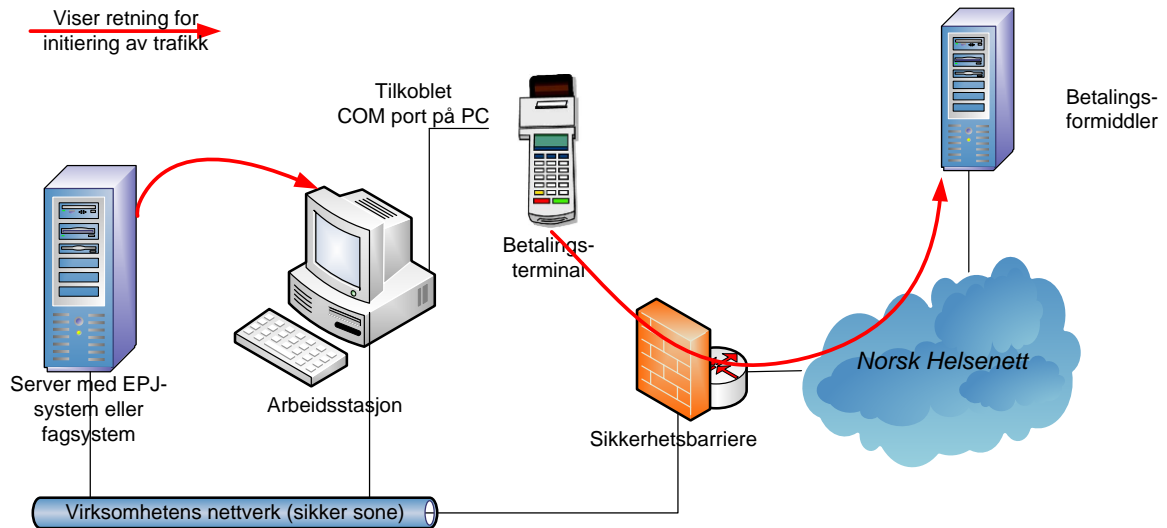 Viser retning for
initiering av trafikk
Tilkoblet
COM port på PC
Betalings-
formiddler
Betalings-
terminal
Norsk Helsenett
Server med EPJ-
system eller
fagsystem
Arbeidsstasjon
Sikkerhetsbarriere
Virksomhetens nettverk (sikker sone)